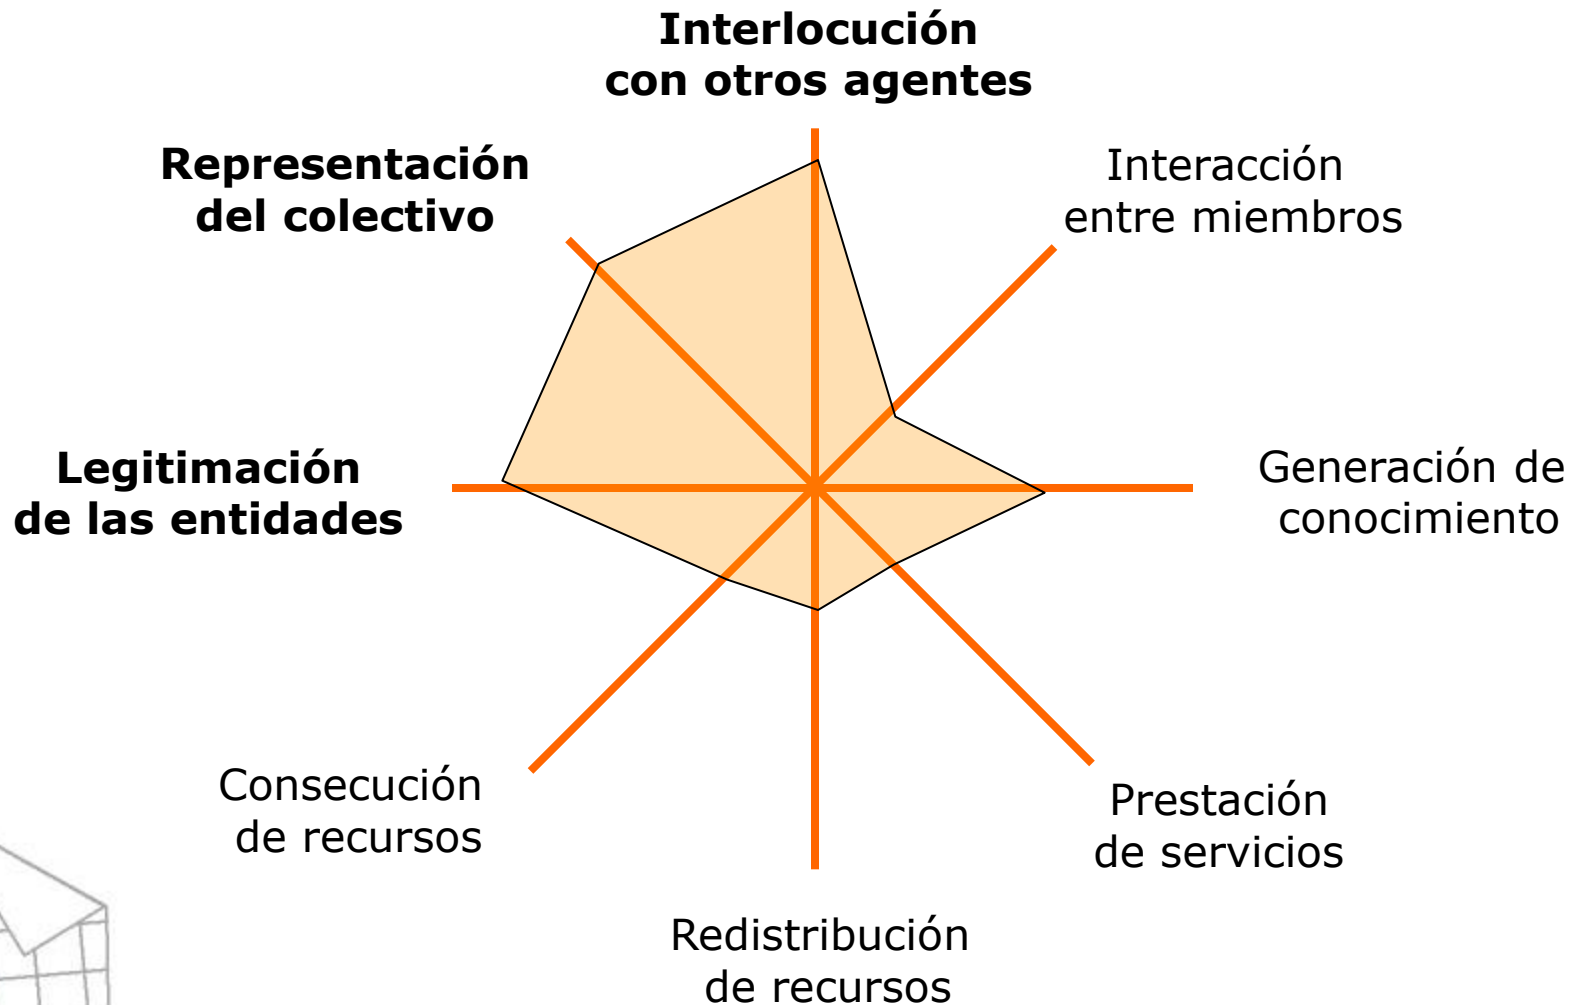 Interlocución
con otros agentes
Representación
del colectivo
Interacción
entre miembros
Legitimación
de las entidades
Generación de
conocimiento
Consecución
de recursos
Prestación
de servicios
Redistribución
de recursos